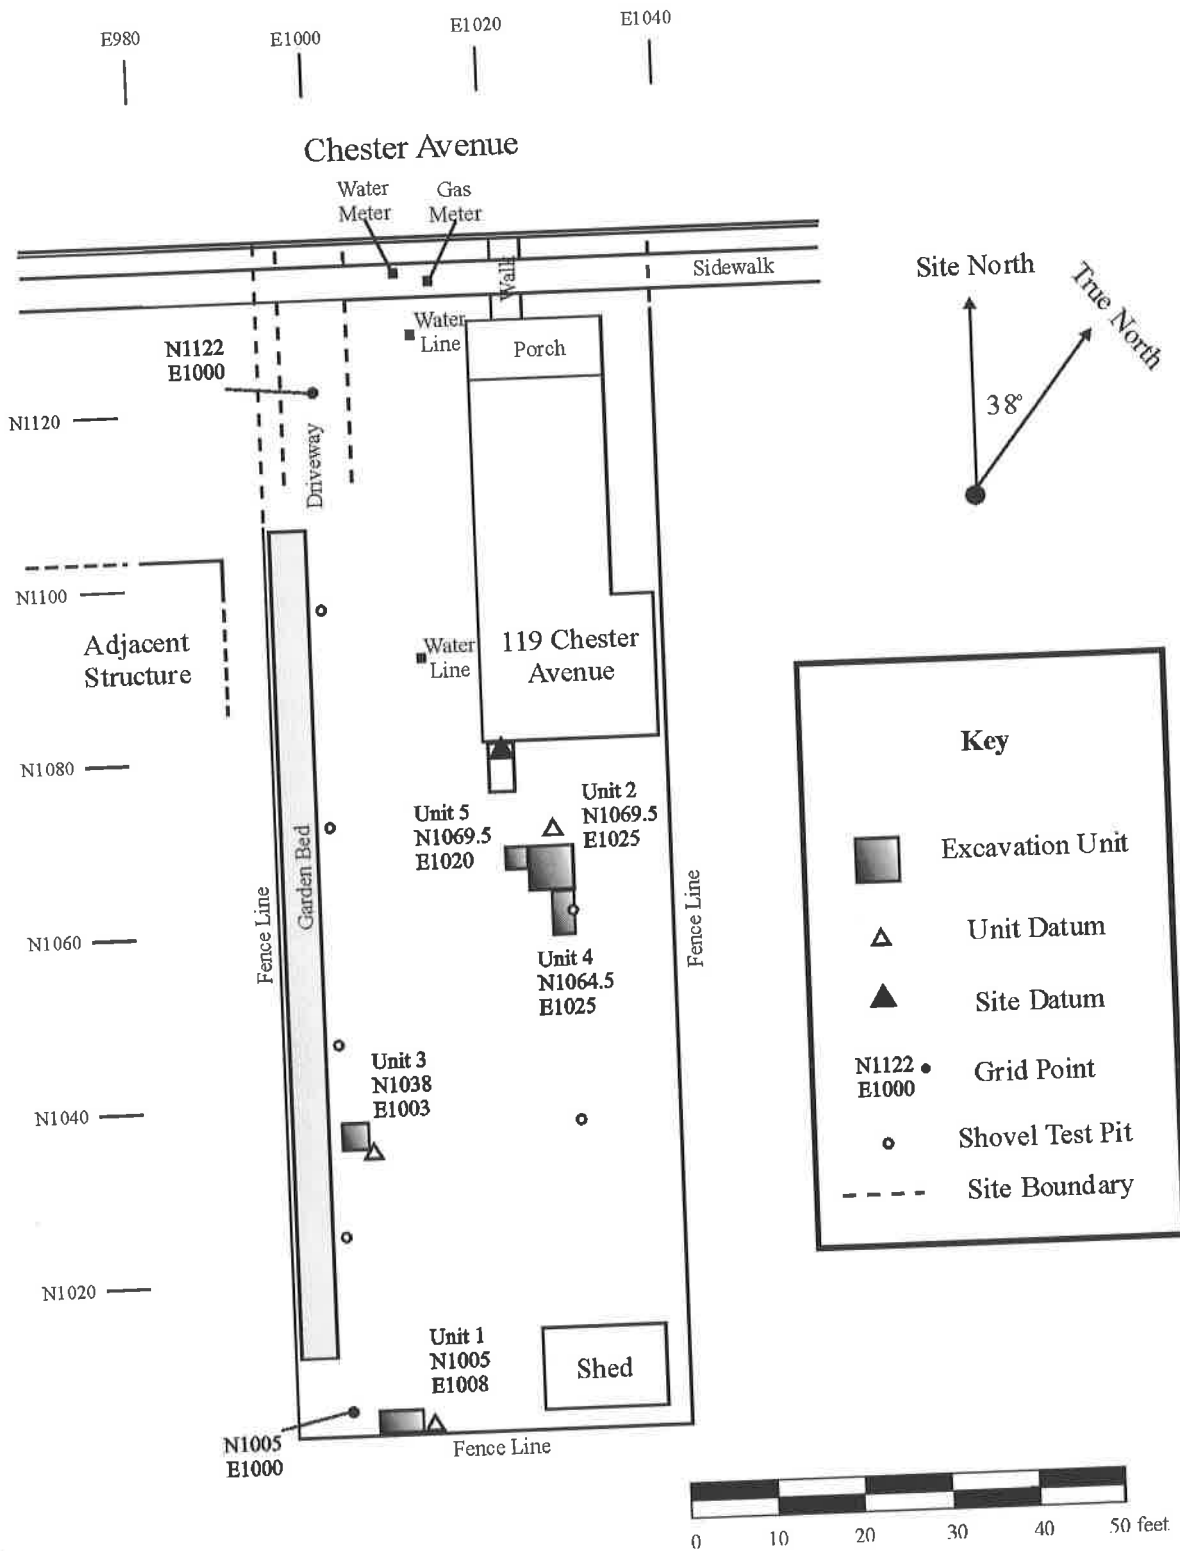 E980
E1000
E1020
E1040
Chester Avenue
Water
Meter
Gas
Meter
Walk
Sidewalk
Site North
True North
38°
Water
Line
Porch
N1122
E1000
N1120
Driveway
N1100
Adjacent
Structure
Water
Line
119 Chester
Avenue
N1080
Unit 5
N1069.5
E1020
Unit 2
N1069.5
E1025
Garden Bed
Fence Line
Fence Line
N1060
Unit 4
N1064.5
E1025
Unit 3
N1038
E1003
N1040
N1020
Unit 1
N1005
E1008
Shed
N1005
E1000
Fence Line
Key
Excavation Unit
Unit Datum
Site Datum
N1122
E1000
Grid Point
Shovel Test Pit
Site Boundary
0 10 20 30 40 50 feet